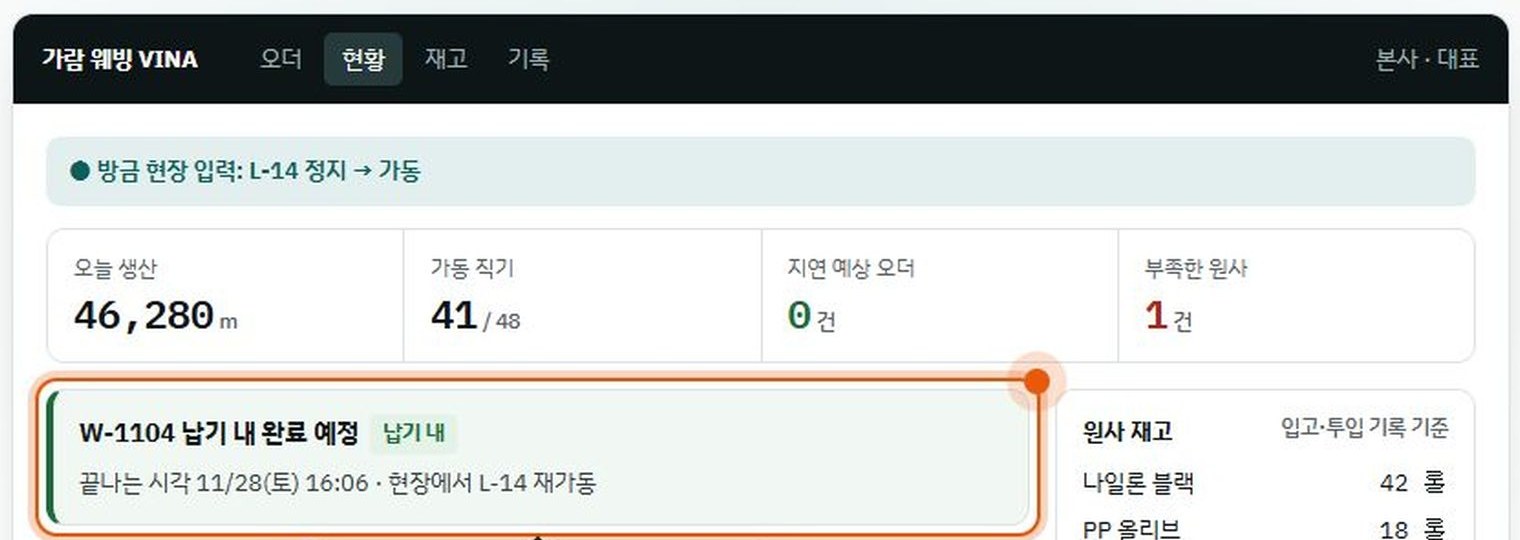 가람 웨빙 VINA 오더 현황 재고 기록 본사 · 대표
● 방금 현장 입력: L-14 정지 → 가동
오늘 생산 가동 직기 지연 예상 오더 부족한 원사
46,280 m 41 / 48 0 건 1 건
W-1104 납기 내 완료 예정 납기 내
끝나는 시각 11/28(토) 16:06 · 현장에서 L-14 재가동
원사 재고 입고·투입 기록 기준
나일론 블랙 42 롤
PP 올리브 18 롤